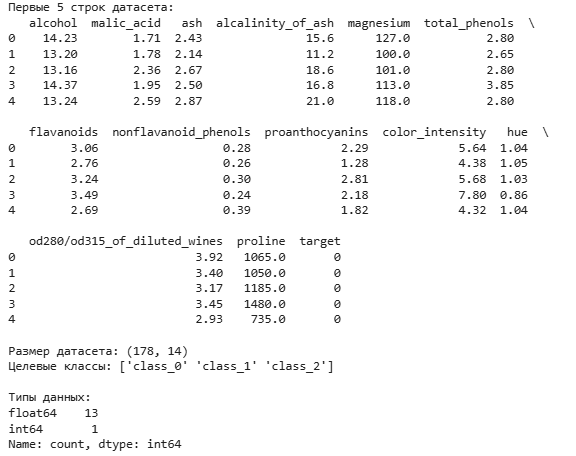 Первые 5 строк датасета:
   alcohol  malic_acid   ash  alcalinity_of_ash  magnesium  total_phenols  \
0    14.23        1.71  2.43               15.6      127.0           2.80
1    13.20        1.78  2.14               11.2      100.0           2.65
2    13.16        2.36  2.67               18.6      101.0           2.80
3    14.37        1.95  2.50               16.8      113.0           3.85
4    13.24        2.59  2.87               21.0      118.0           2.80
   flavanoids  nonflavanoid_phenols  proanthocyanins  color_intensity   hue  \
0        3.06                  0.28             2.29             5.64  1.04
1        2.76                  0.26             1.28             4.38  1.05
2        3.24                  0.30             2.81             5.68  1.03
3        3.49                  0.24             2.18             7.80  0.86
4        2.69                  0.39             1.82             4.32  1.04
   od280/od315_of_diluted_wines  proline  target
0                          3.92   1065.0       0
1                          3.40   1050.0       0
2                          3.17   1185.0       0
3                          3.45   1480.0       0
4                          2.93    735.0       0
Размер датасета: (178, 14)
Целевые классы: ['class_0' 'class_1' 'class_2']
Типы данных:
float64    13
int64       1
Name: count, dtype: int64